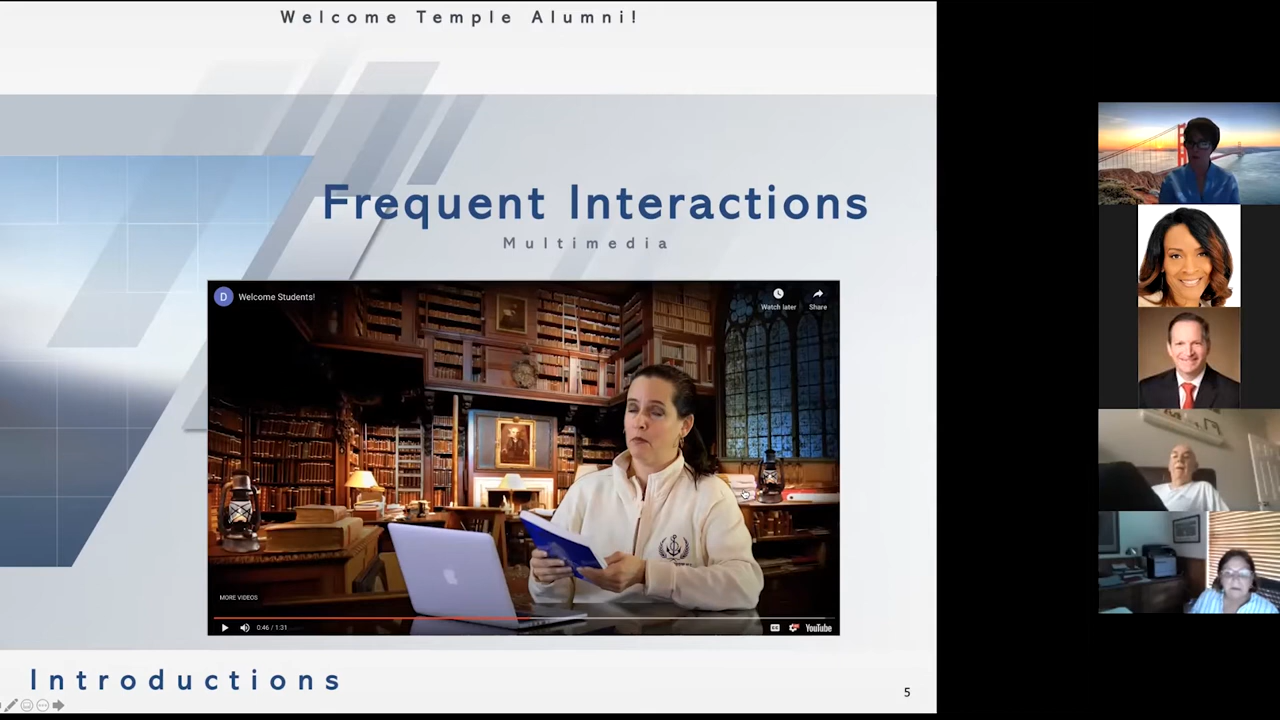 Welcome Temple Alumni!
Frequent Interactions
Multimedia
D
Welcome Students!
Watch later
Share
MORE VIDEOS
0:46 / 1:31
CC
YouTube
Introductions
5